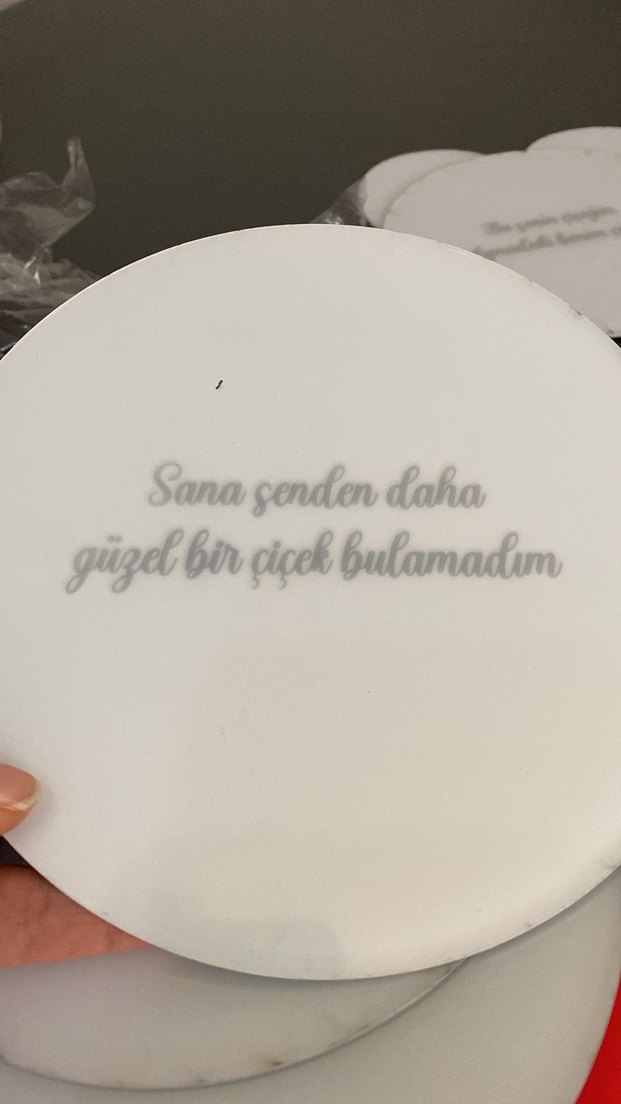 Sana şenden daha
güzel bir çiçek bulamadım